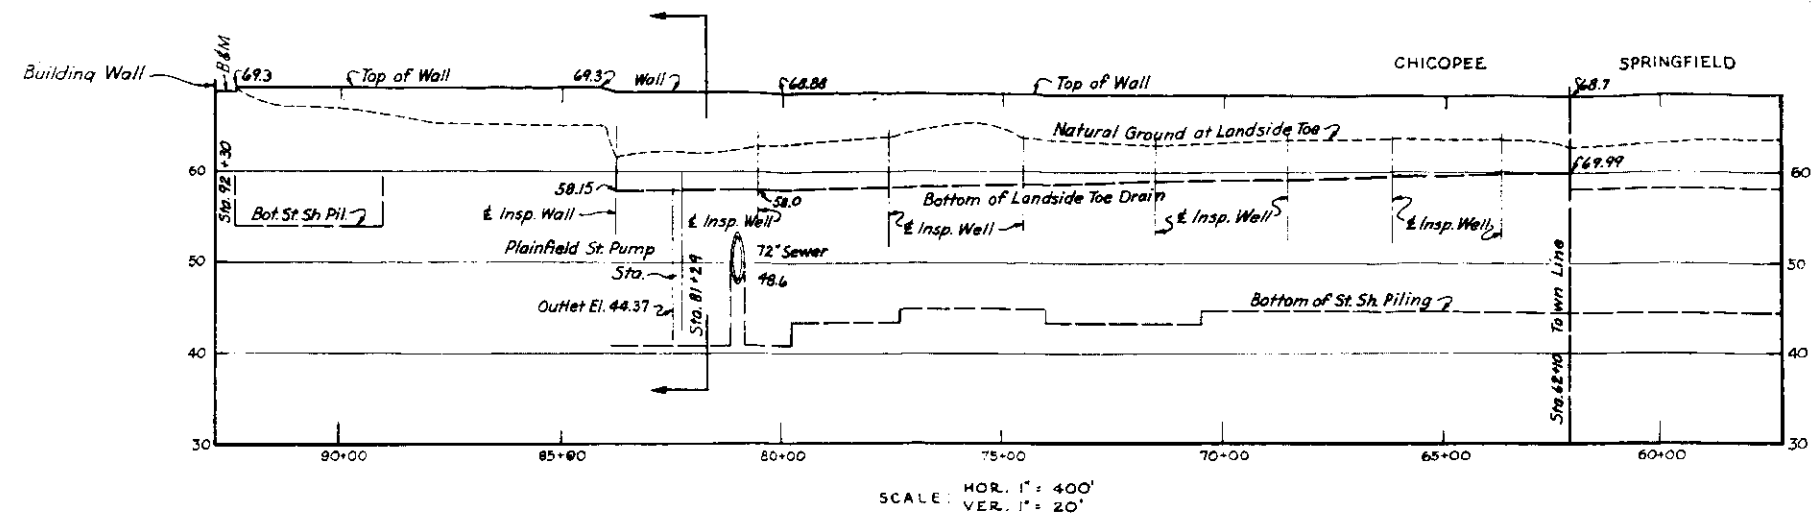 Building Wall
B&M
69.3
Top of Wall
69.3
Wall
68.88
Top of Wall
CHICOPEE
SPRINGFIELD
68.7
Natural Ground at Landside Toe
60
Sta. 92+30
58.15
58.0
Bottom of Landside Toe Drain
69.99
60
Bot. St. Sh Pil.
℄ Insp. Wall
℄ Insp. Well
℄ Insp. Well
℄ Insp. Well
℄ Insp. Well
Plainfield St. Pump
Sta.
72" Sewer
48.6
50
50
Outlet El. 44.37
Sta. 81+29
Bottom of St. Sh. Piling
Sta. 62+10 Town Line
40
40
30
30
90+00
85+00
80+00
75+00
70+00
65+00
60+00
SCALE: HOR. 1" = 400'
VER. 1" = 20'